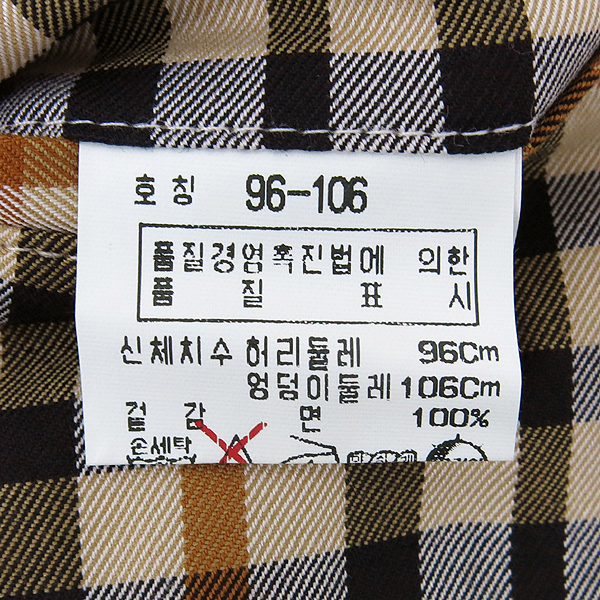 호칭 96-106
품질경영촉진법에 의한
품 질 표 시
신체치수 허리둘레 96Cm
엉덩이둘레 106Cm
겉 감 면 100%
손세탁